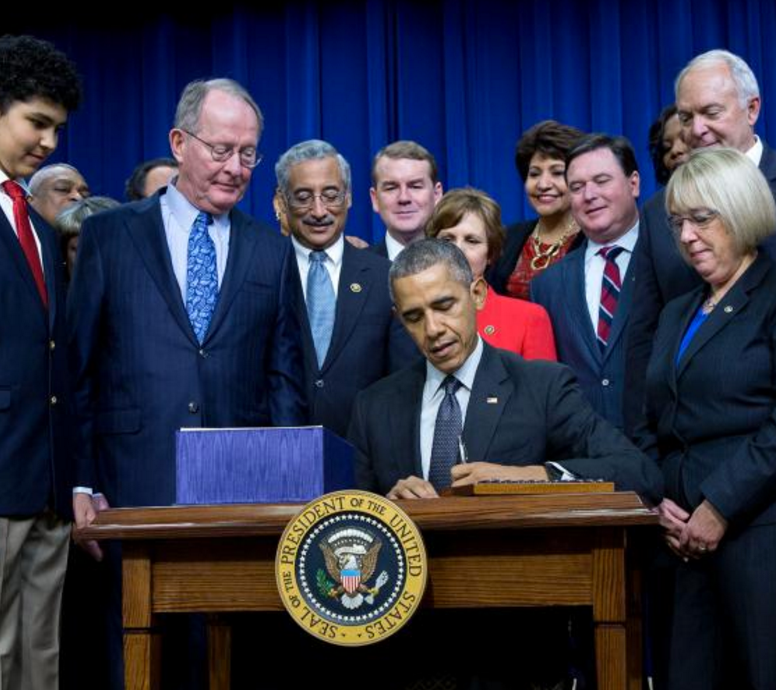 SEAL OF THE PRESIDENT OF THE UNITED STATES